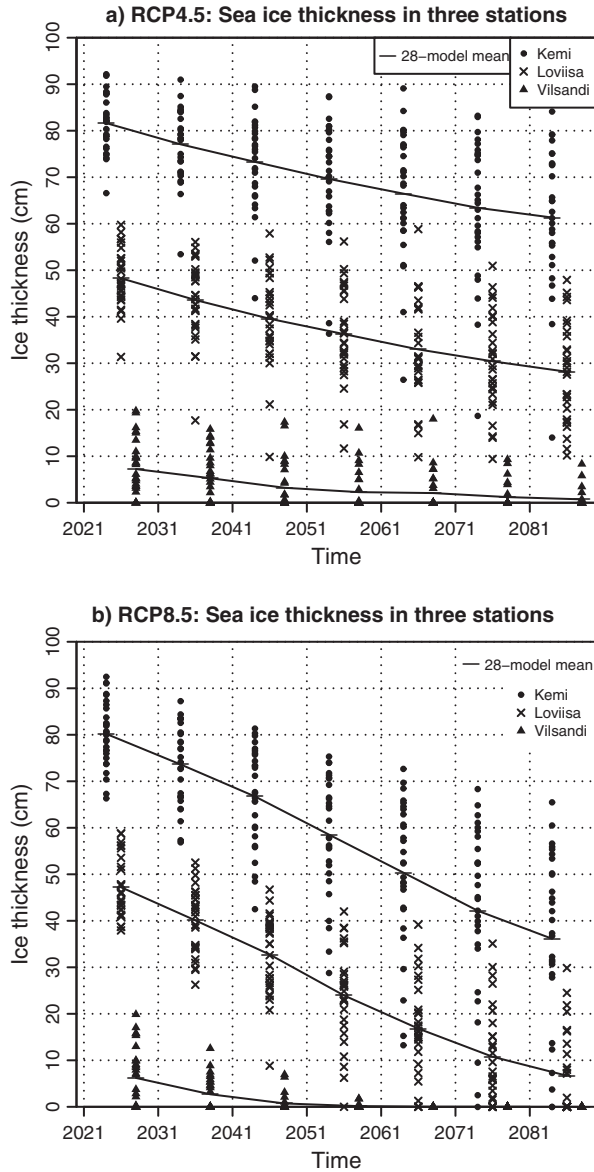 a) RCP4.5: Sea ice thickness in three stations
28−model mean
Kemi
Loviisa
Vilsandi
Ice thickness (cm)
100
90
80
70
60
50
40
30
20
10
0
2021 2031 2041 2051 2061 2071 2081
Time
b) RCP8.5: Sea ice thickness in three stations
28−model mean
Kemi
Loviisa
Vilsandi
Ice thickness (cm)
100
90
80
70
60
50
40
30
20
10
0
2021 2031 2041 2051 2061 2071 2081
Time